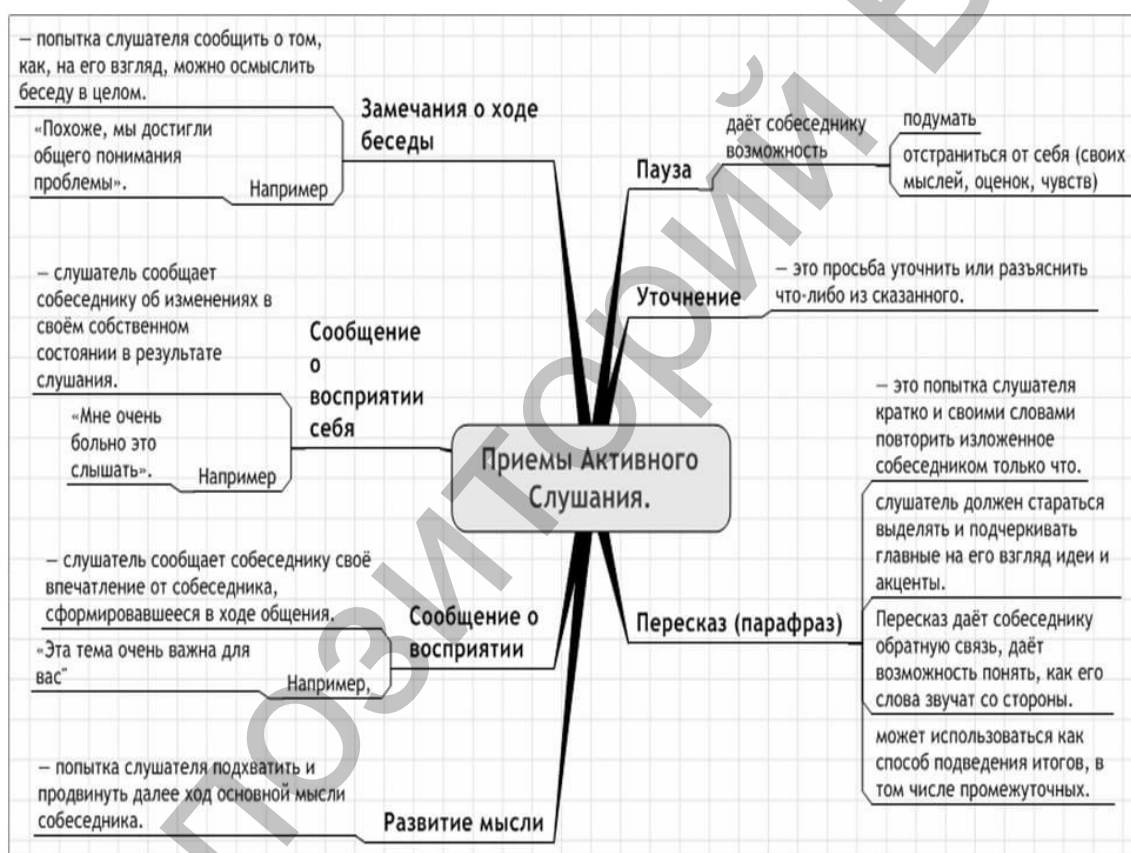 – попытка слушателя сообщить о том,
как, на его взгляд, можно осмыслить
беседу в целом.
«Похоже, мы достигли
общего понимания
проблемы».
Например
Замечания о ходе
беседы
– слушатель сообщает
собеседнику об изменениях в
своём собственном
состоянии в результате
слушания.
«Мне очень
больно это
слышать».
Например
Сообщение
о
восприятии
себя
– слушатель сообщает собеседнику своё
впечатление от собеседника,
сформировавшееся в ходе общения.
«Эта тема очень важна для
вас"
Например,
Сообщение о
восприятии
– попытка слушателя подхватить и
продвинуть далее ход основной мысли
собеседника.
Развитие мысли
Приемы Активного
Слушания.
Пауза
даёт собеседнику
возможность
подумать
отстраниться от себя (своих
мыслей, оценок, чувств)
Уточнение
– это просьба уточнить или разъяснить
что-либо из сказанного.
Пересказ (парафраз)
– это попытка слушателя
кратко и своими словами
повторить изложенное
собеседником только что.
слушатель должен стараться
выделять и подчеркивать
главные на его взгляд идеи и
акценты.
Пересказ даёт собеседнику
обратную связь, даёт
возможность понять, как его
слова звучат со стороны.
может использоваться как
способ подведения итогов, в
том числе промежуточных.
позиторий